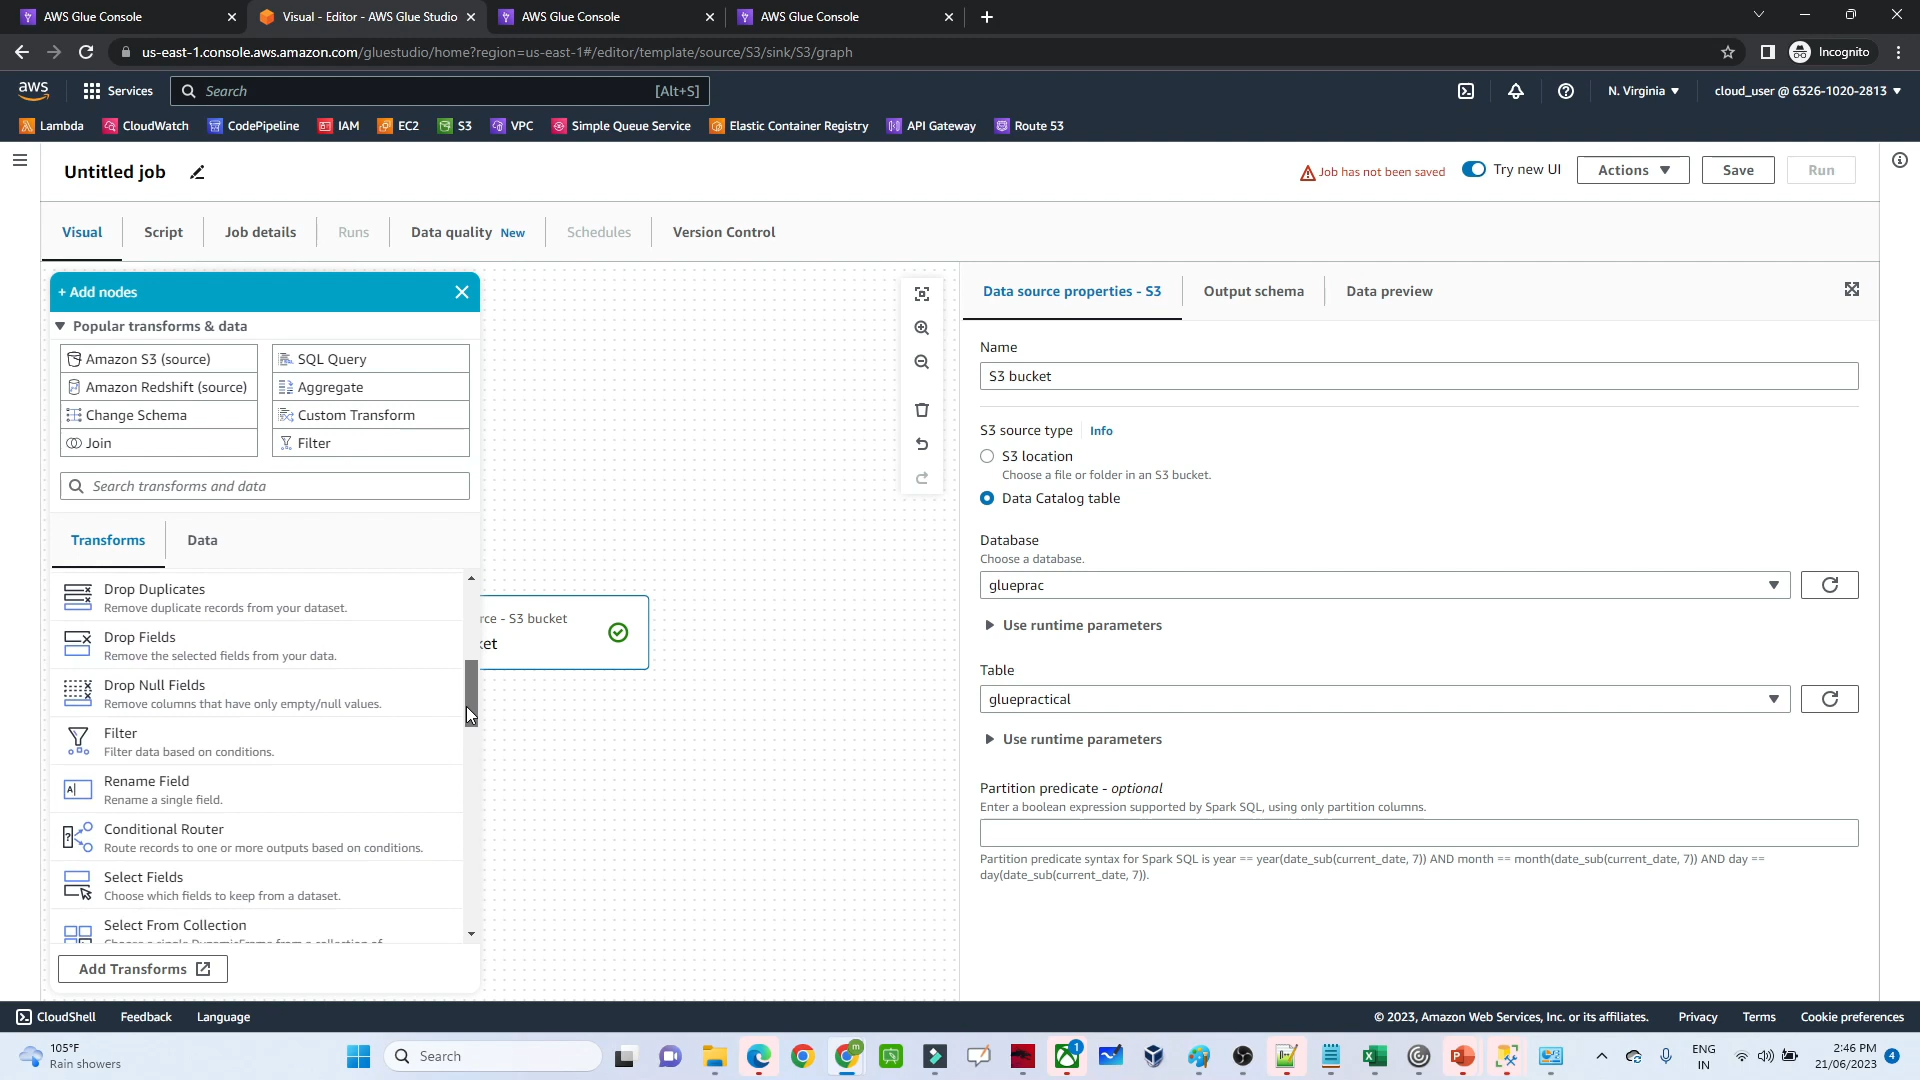 AWS Glue Console
Visual - Editor - AWS Glue Studio
AWS Glue Console
AWS Glue Console
us-east-1.console.aws.amazon.com/gluestudio/home?region=us-east-1#/editor/template/source/S3/sink/S3/graph
Incognito
aws
Services
Search
[Alt+S]
N. Virginia
cloud_user @ 6326-1020-2813
Lambda
CloudWatch
CodePipeline
IAM
EC2
S3
VPC
Simple Queue Service
Elastic Container Registry
API Gateway
Route 53
Untitled job
Job has not been saved
Try new UI
Actions
Save
Run
Visual
Script
Job details
Runs
Data quality New
Schedules
Version Control
+ Add nodes
Popular transforms & data
Amazon S3 (source)
SQL Query
Amazon Redshift (source)
Aggregate
Change Schema
Custom Transform
Join
Filter
Search transforms and data
Transforms
Data
Drop Duplicates
Remove duplicate records from your dataset.
Drop Fields
Remove the selected fields from your data.
Drop Null Fields
Remove columns that have only empty/null values.
Filter
Filter data based on conditions.
Rename Field
Rename a single field.
Conditional Router
Route records to one or more outputs based on conditions.
Select Fields
Choose which fields to keep from a dataset.
Select From Collection
Choose a single DynamicFrame from a collection of
Add Transforms
rce - S3 bucket
ket
Data source properties - S3
Output schema
Data preview
Name
S3 bucket
S3 source type
Info
S3 location
Choose a file or folder in an S3 bucket.
Data Catalog table
Database
Choose a database.
glueprac
Use runtime parameters
Table
gluepractical
Use runtime parameters
Partition predicate - optional
Enter a boolean expression supported by Spark SQL, using only partition columns.
Partition predicate syntax for Spark SQL is year == year(date_sub(current_date, 7)) AND month == month(date_sub(current_date, 7)) AND day ==
day(date_sub(current_date, 7)).
CloudShell
Feedback
Language
© 2023, Amazon Web Services, Inc. or its affiliates.
Privacy
Terms
Cookie preferences
105°F
Rain showers
Search
m
1
ENG
IN
2:46 PM
21/06/2023
4